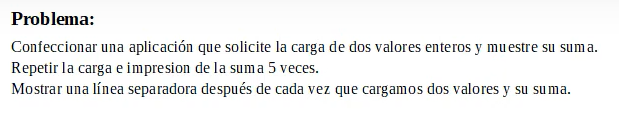 Problema:
Confeccionar una aplicación que solicite la carga de dos valores enteros y muestre su suma.
Repetir la carga e impresion de la suma 5 veces.
Mostrar una línea separadora después de cada vez que cargamos dos valores y su suma.